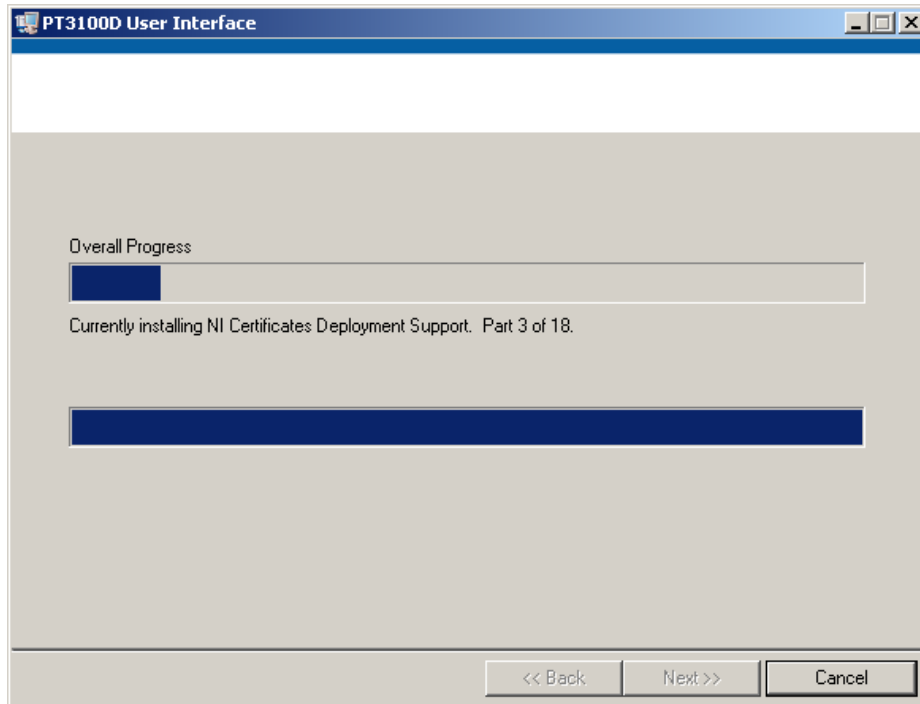 PT3100D User Interface
Overall Progress
Currently installing NI Certificates Deployment Support.  Part 3 of 18.
<< Back
Next >>
Cancel